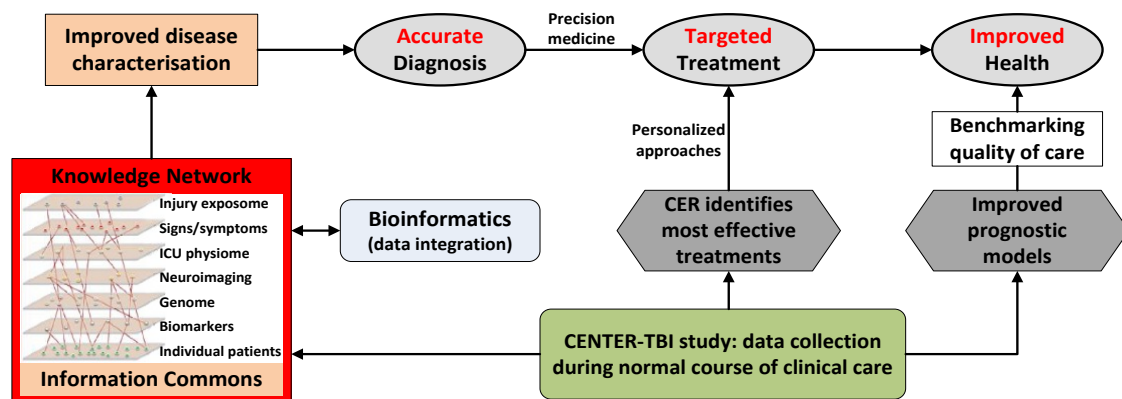 Improved disease
characterisation
Accurate
Diagnosis
Precision
medicine
Targeted
Treatment
Improved
Health
Personalized
approaches
Benchmarking
quality of care
Knowledge Network
Injury exposome
Signs/symptoms
ICU physiome
Neuroimaging
Genome
Biomarkers
Individual patients
Information Commons
Bioinformatics
(data integration)
CER identifies
most effective
treatments
Improved
prognostic
models
CENTER-TBI study: data collection
during normal course of clinical care